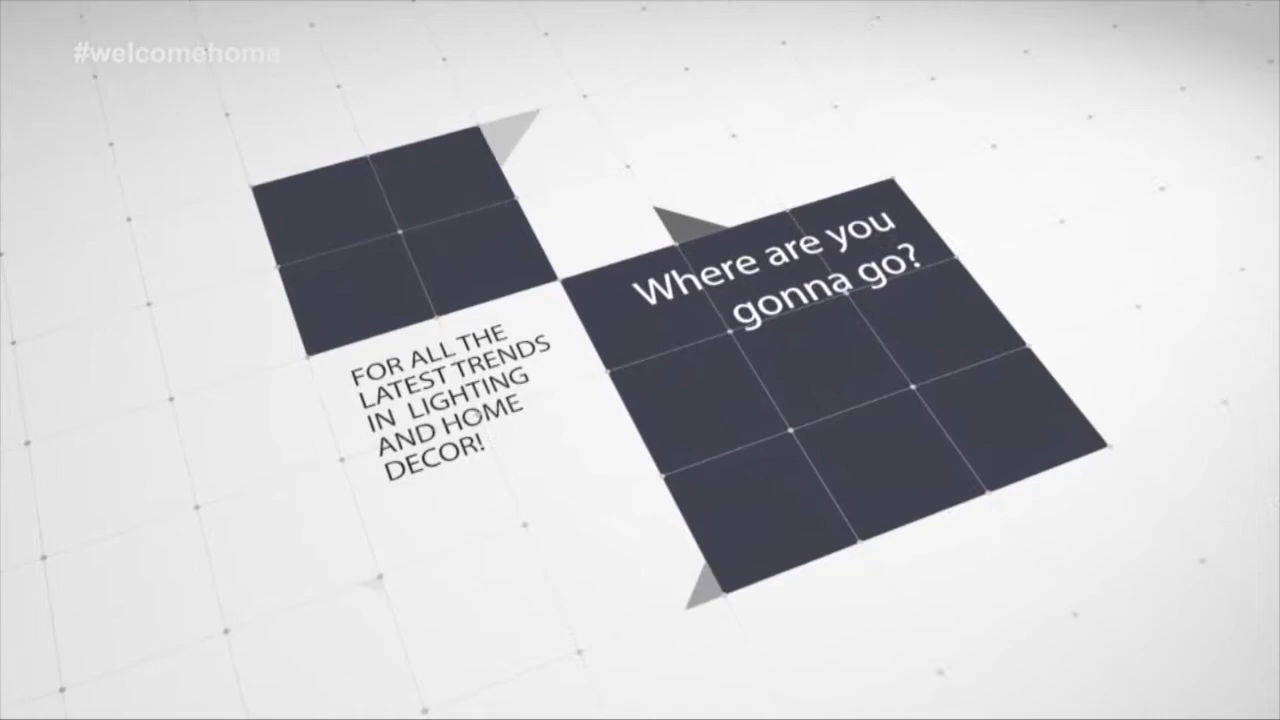 #welcomehome
Where are you
gonna go?
FOR ALL THE
LATEST TRENDS
IN LIGHTING
AND HOME
DECOR!